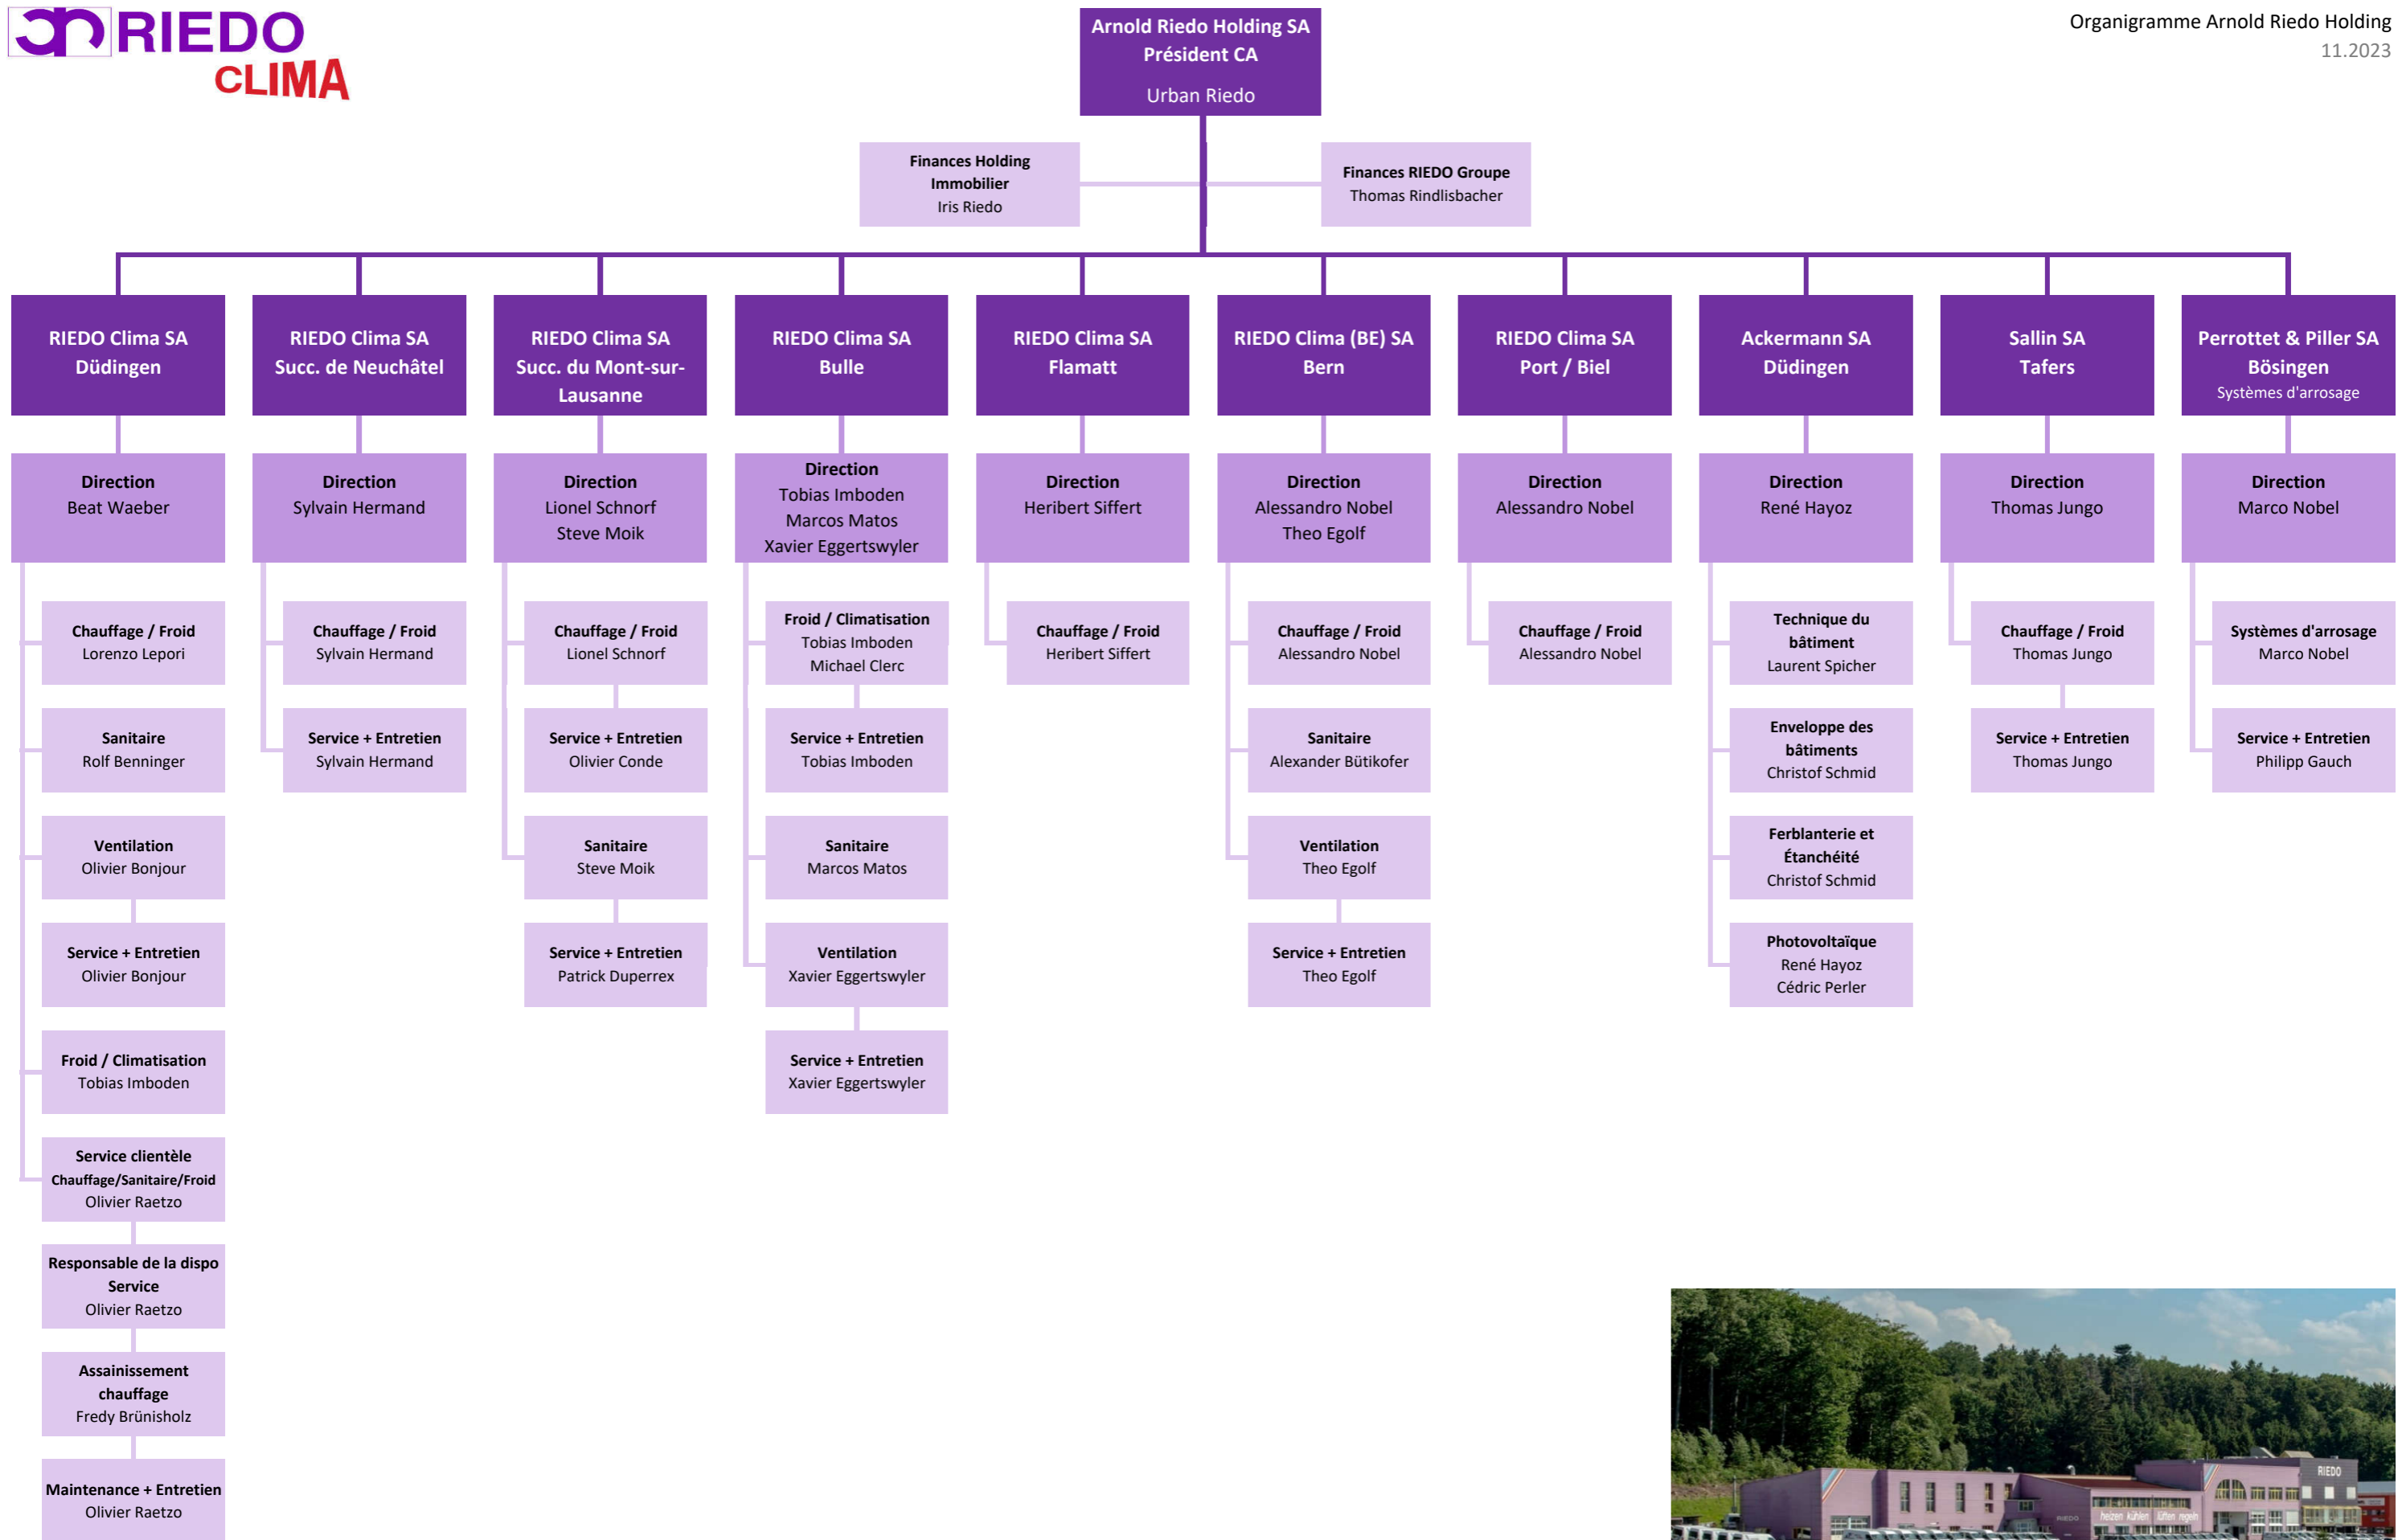 RIEDO
CLIMA
Organigramme Arnold Riedo Holding
11.2023
Arnold Riedo Holding SA
Président CA
Urban Riedo
Finances Holding
Immobilier
Iris Riedo
Finances RIEDO Groupe
Thomas Rindlisbacher
RIEDO Clima SA
Düdingen
Direction
Beat Waeber
Chauffage / Froid
Lorenzo Lepori
Sanitaire
Rolf Benninger
Ventilation
Olivier Bonjour
Service + Entretien
Olivier Bonjour
Froid / Climatisation
Tobias Imboden
Service clientèle
Chauffage/Sanitaire/Froid
Olivier Raetzo
Responsable de la dispo
Service
Olivier Raetzo
Assainissement
chauffage
Fredy Brünisholz
Maintenance + Entretien
Olivier Raetzo
RIEDO Clima SA
Succ. de Neuchâtel
Direction
Sylvain Hermand
Chauffage / Froid
Sylvain Hermand
Service + Entretien
Sylvain Hermand
RIEDO Clima SA
Succ. du Mont-sur-
Lausanne
Direction
Lionel Schnorf
Steve Moik
Chauffage / Froid
Lionel Schnorf
Service + Entretien
Olivier Conde
Sanitaire
Steve Moik
Service + Entretien
Patrick Duperrex
RIEDO Clima SA
Bulle
Direction
Tobias Imboden
Marcos Matos
Xavier Eggertswyler
Froid / Climatisation
Tobias Imboden
Michael Clerc
Service + Entretien
Tobias Imboden
Sanitaire
Marcos Matos
Ventilation
Xavier Eggertswyler
Service + Entretien
Xavier Eggertswyler
RIEDO Clima SA
Flamatt
Direction
Heribert Siffert
Chauffage / Froid
Heribert Siffert
RIEDO Clima (BE) SA
Bern
Direction
Alessandro Nobel
Theo Egolf
Chauffage / Froid
Alessandro Nobel
Sanitaire
Alexander Bütikofer
Ventilation
Theo Egolf
Service + Entretien
Theo Egolf
RIEDO Clima SA
Port / Biel
Direction
Alessandro Nobel
Chauffage / Froid
Alessandro Nobel
Ackermann SA
Düdingen
Direction
René Hayoz
Technique du
bâtiment
Laurent Spicher
Enveloppe des
bâtiments
Christof Schmid
Ferblanterie et
Étanchéité
Christof Schmid
Photovoltaïque
René Hayoz
Cédric Perler
Sallin SA
Tafers
Direction
Thomas Jungo
Chauffage / Froid
Thomas Jungo
Service + Entretien
Thomas Jungo
Perrottet & Piller SA
Bösingen
Systèmes d'arrosage
Direction
Marco Nobel
Systèmes d'arrosage
Marco Nobel
Service + Entretien
Philipp Gauch
RIEDO
RIEDO
heizen kühlen lüften regeln